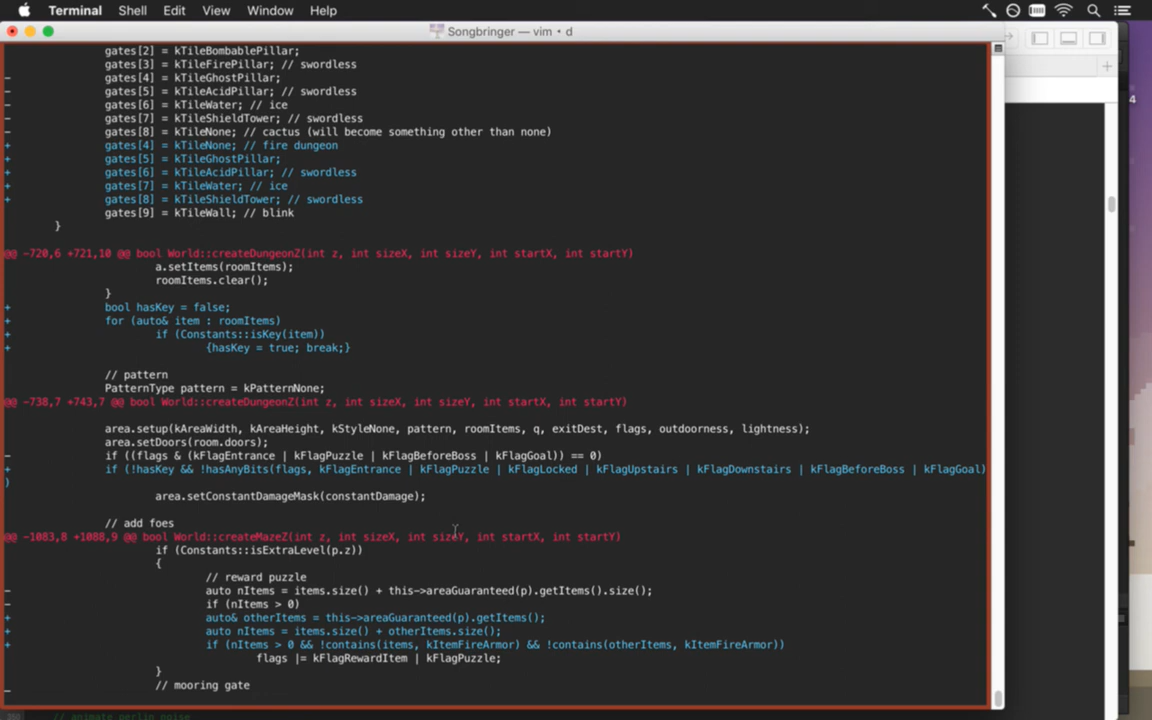 Terminal Shell Edit View Window Help
Songbringer — vim • d
gates[2] = kTileBombablePillar;
gates[3] = kTileFirePillar; // swordless
- gates[4] = kTileGhostPillar;
- gates[5] = kTileAcidPillar; // swordless
- gates[6] = kTileWater; // ice
- gates[7] = kTileShieldTower; // swordless
- gates[8] = kTileNone; // cactus (will become something other than none)
+ gates[4] = kTileNone; // fire dungeon
+ gates[5] = kTileGhostPillar;
+ gates[6] = kTileAcidPillar; // swordless
+ gates[7] = kTileWater; // ice
+ gates[8] = kTileShieldTower; // swordless
gates[9] = kTileWall; // blink
}
@@ -720,6 +721,10 @@ bool World::createDungeonZ(int z, int sizeX, int sizeY, int startX, int startY)
a.setItems(roomItems);
roomItems.clear();
}
+ bool hasKey = false;
+ for (auto& item : roomItems)
+ if (Constants::isKey(item))
+ {hasKey = true; break;}
// pattern
PatternType pattern = kPatternNone;
@@ -738,7 +743,7 @@ bool World::createDungeonZ(int z, int sizeX, int sizeY, int startX, int startY)
area.setup(kAreaWidth, kAreaHeight, kStyleNone, pattern, roomItems, q, exitDest, flags, outdoorness, lightness);
area.setDoors(room.doors);
- if ((flags & (kFlagEntrance | kFlagPuzzle | kFlagBeforeBoss | kFlagGoal)) == 0)
+ if (!hasKey && !hasAnyBits(flags, kFlagEntrance | kFlagPuzzle | kFlagLocked | kFlagUpstairs | kFlagDownstairs | kFlagBeforeBoss | kFlagGoal)
)
area.setConstantDamageMask(constantDamage);
// add foes
@@ -1083,8 +1088,9 @@ bool World::createMazeZ(int z, int sizeX, int sizeY, int startX, int startY)
if (Constants::isExtraLevel(p.z))
{
// reward puzzle
- auto nItems = items.size() + this->areaGuaranteed(p).getItems().size();
- if (nItems > 0)
+ auto& otherItems = this->areaGuaranteed(p).getItems();
+ auto nItems = items.size() + otherItems.size();
+ if (nItems > 0 && !contains(items, kItemFireArmor) && !contains(otherItems, kItemFireArmor))
flags |= kFlagRewardItem | kFlagPuzzle;
}
// mooring gate
// animate perlin noise
4